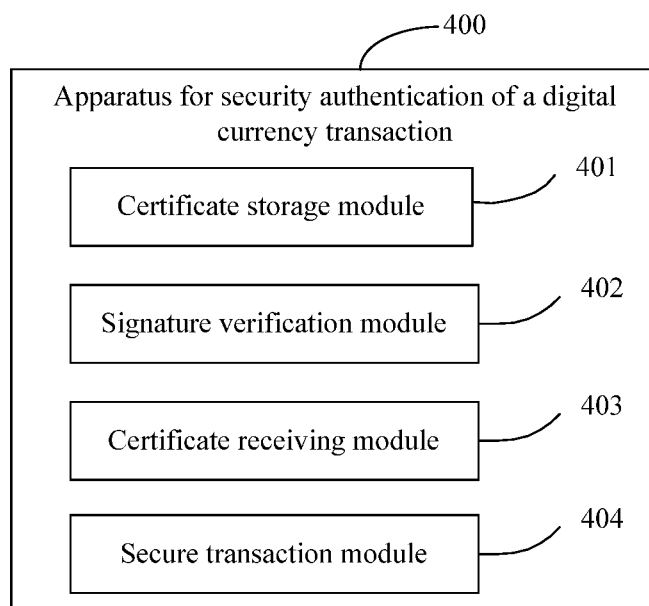 400
Apparatus for security authentication of a digital
currency transaction
401
Certificate storage module
402
Signature verification module
403
Certificate receiving module
404
Secure transaction module